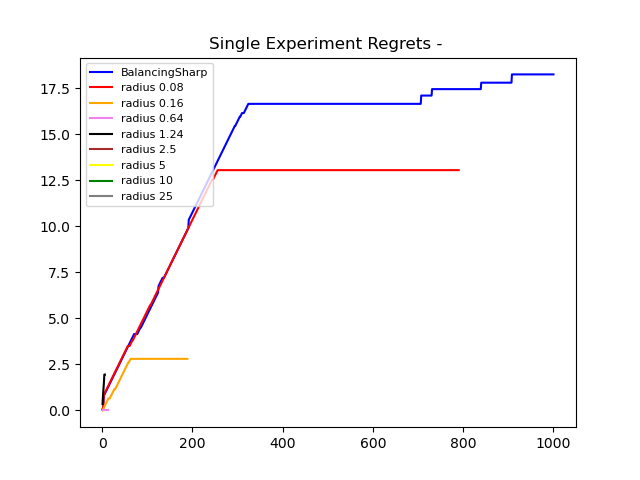 Single Experiment Regrets -
BalancingSharp
radius 0.08
radius 0.16
radius 0.64
radius 1.24
radius 2.5
radius 5
radius 10
radius 25
17.5
15.0
12.5
10.0
7.5
5.0
2.5
0.0
0 200 400 600 800 1000